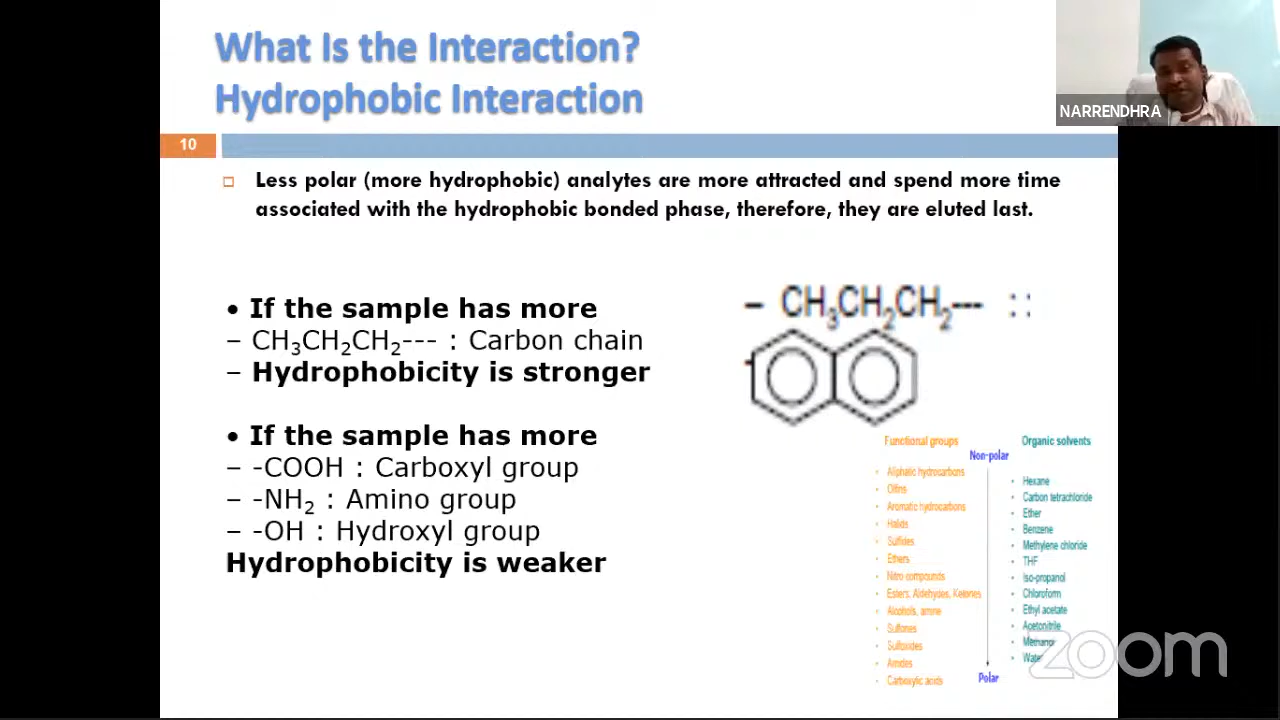 What Is the Interaction?
Hydrophobic Interaction
NARRENDHRA
10
Less polar (more hydrophobic) analytes are more attracted and spend more time
associated with the hydrophobic bonded phase, therefore, they are eluted last.
• If the sample has more
– CH₃CH₂CH₂--- : Carbon chain
– Hydrophobicity is stronger
• If the sample has more
– -COOH : Carboxyl group
– -NH₂ : Amino group
– -OH : Hydroxyl group
Hydrophobicity is weaker
– CH₃CH₂CH₂--- ::
Functional groups
• Aliphatic hydrocarbons
• Olfins
• Aromatic hydrocarbons
• Halids
• Sulfides
• Ethers
• Nitro compounds
• Esters, Aldehydes, Ketones
• Alcohols, amine
• Sulfones
• Sulfoxides
• Amides
• Carboxylic acids
Non-polar
Polar
Organic solvents
• Hexane
• Carbon tetrachloride
• Ether
• Benzene
• Methylene chloride
• THF
• Iso-propanol
• Chloroform
• Ethyl acetate
• Acetonitrile
zoom